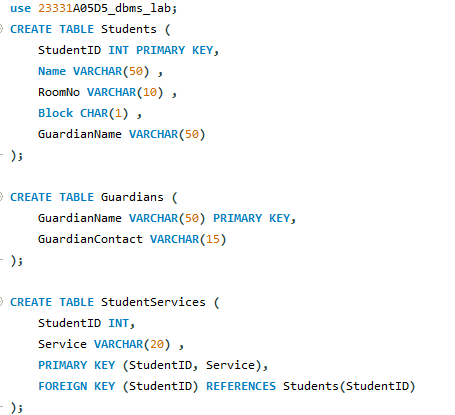 use 23331A05D5_dbms_lab;
CREATE TABLE Students (
StudentID INT PRIMARY KEY,
Name VARCHAR(50) ,
RoomNo VARCHAR(10) ,
Block CHAR(1) ,
GuardianName VARCHAR(50)
);
CREATE TABLE Guardians (
GuardianName VARCHAR(50) PRIMARY KEY,
GuardianContact VARCHAR(15)
);
CREATE TABLE StudentServices (
StudentID INT,
Service VARCHAR(20) ,
PRIMARY KEY (StudentID, Service),
FOREIGN KEY (StudentID) REFERENCES Students(StudentID)
);